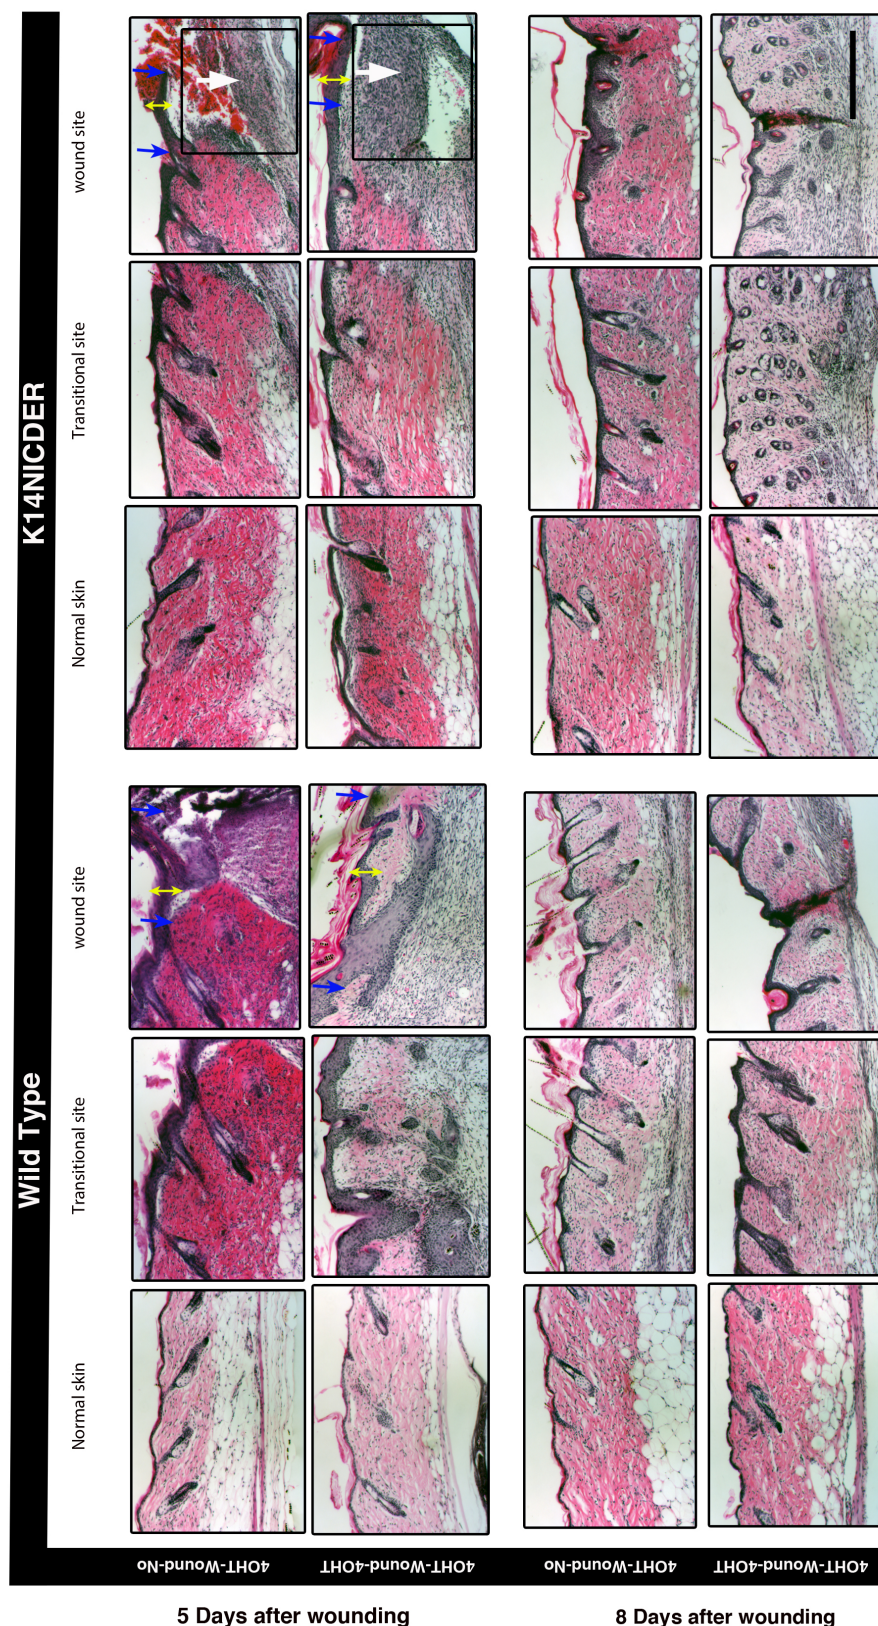 K14NICDER
wound site
Transitional site
Normal skin
Wild Type
wound site
Transitional site
Normal skin
4OHT-Wound-No
4OHT-Wound-4OHT
4OHT-Wound-No
4OHT-Wound-4OHT
5 Days after wounding
8 Days after wounding